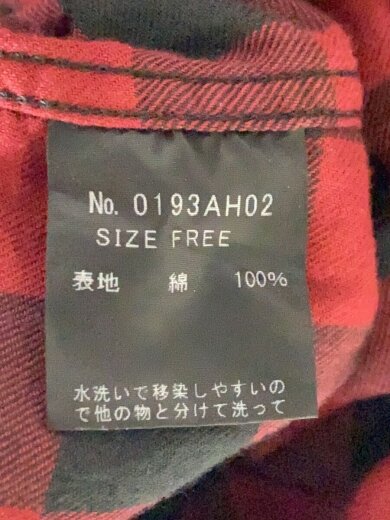 No. 0193AH02
SIZE FREE
表地 綿 100%
水洗いで移染しやすいの
で他の物と分けて洗って